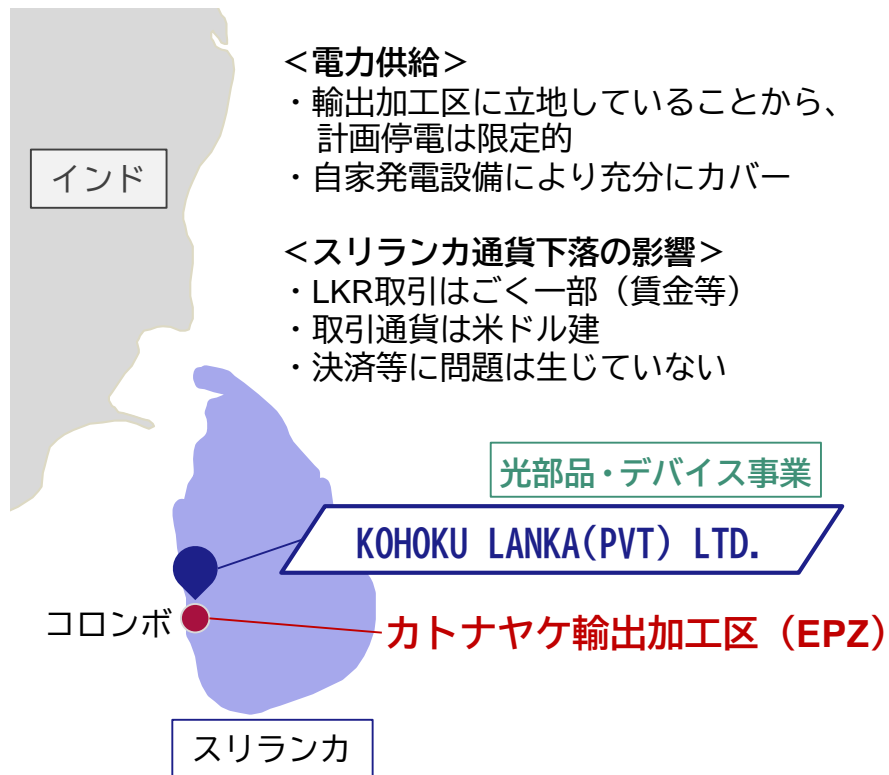 ＜電力供給＞
・輸出加工区に立地していることから、
計画停電は限定的
・自家発電設備により充分にカバー
インド
＜スリランカ通貨下落の影響＞
・LKR取引はごく一部（賃金等）
・取引通貨は米ドル建
・決済等に問題は生じていない
光部品・デバイス事業
KOHOKU LANKA(PVT) LTD.
コロンボ
カトナヤケ輸出加工区（EPZ）
スリランカ